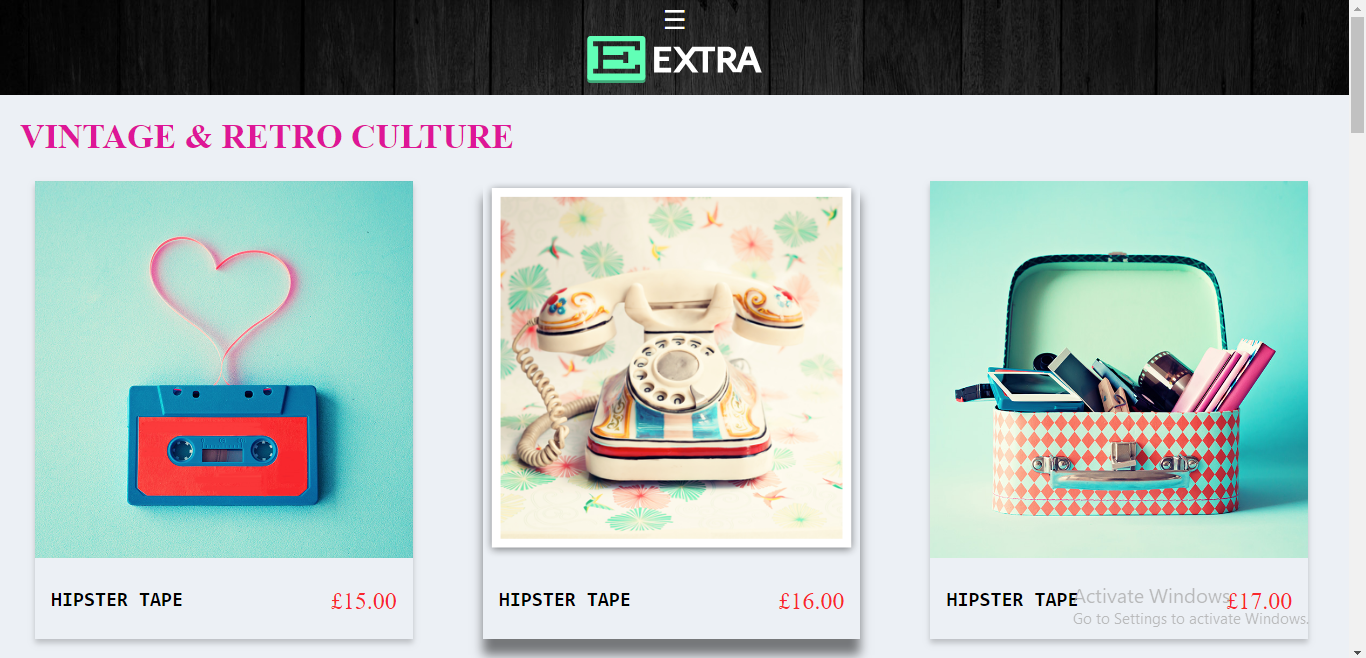 ☰
E EXTRA
VINTAGE & RETRO CULTURE
HIPSTER TAPE £15.00
HIPSTER TAPE £16.00
HIPSTER TAPE £17.00
Activate Windows
Go to Settings to activate Windows.